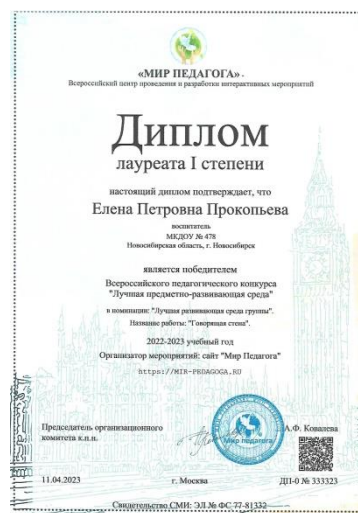 «МИР ПЕДАГОГА»
Всероссийский центр проведения и разработки интерактивных мероприятий
Диплом
лауреата I степени
настоящий диплом подтверждает, что
Елена Петровна Прокопьева
воспитатель
МКДОУ № 478
Новосибирская область, г. Новосибирск
является победителем
Всероссийского педагогического конкурса
"Лучшая предметно-развивающая среда"
в номинации: "Лучшая развивающая среда группы".
Название работы: "Говорящая стена".
2022-2023 учебный год
Организатор мероприятий: сайт "Мир Педагога"
https://MIR-PEDAGOGA.RU
Председатель организационного
комитета к.п.н.
А.Ф. Ковалева
Мир педагога
11.04.2023
г. Москва
ДП-0 № 333323
Свидетельство СМИ: ЭЛ № ФС 77-81332